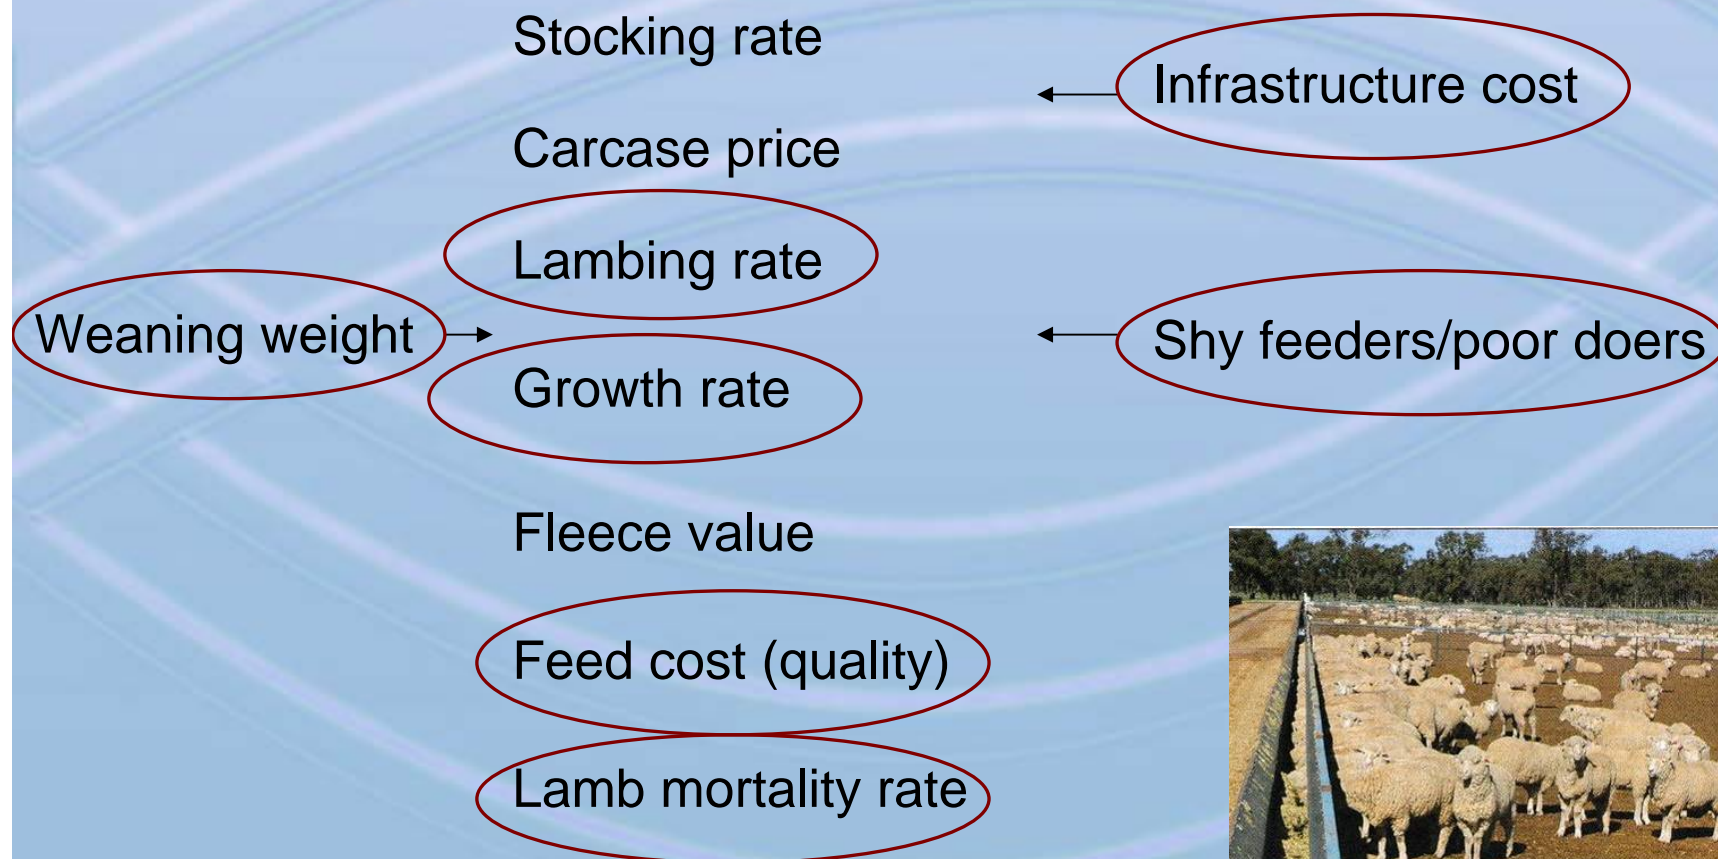 Stocking rate
Infrastructure cost
Carcase price
Lambing rate
Weaning weight
Shy feeders/poor doers
Growth rate
Fleece value
Feed cost (quality)
Lamb mortality rate